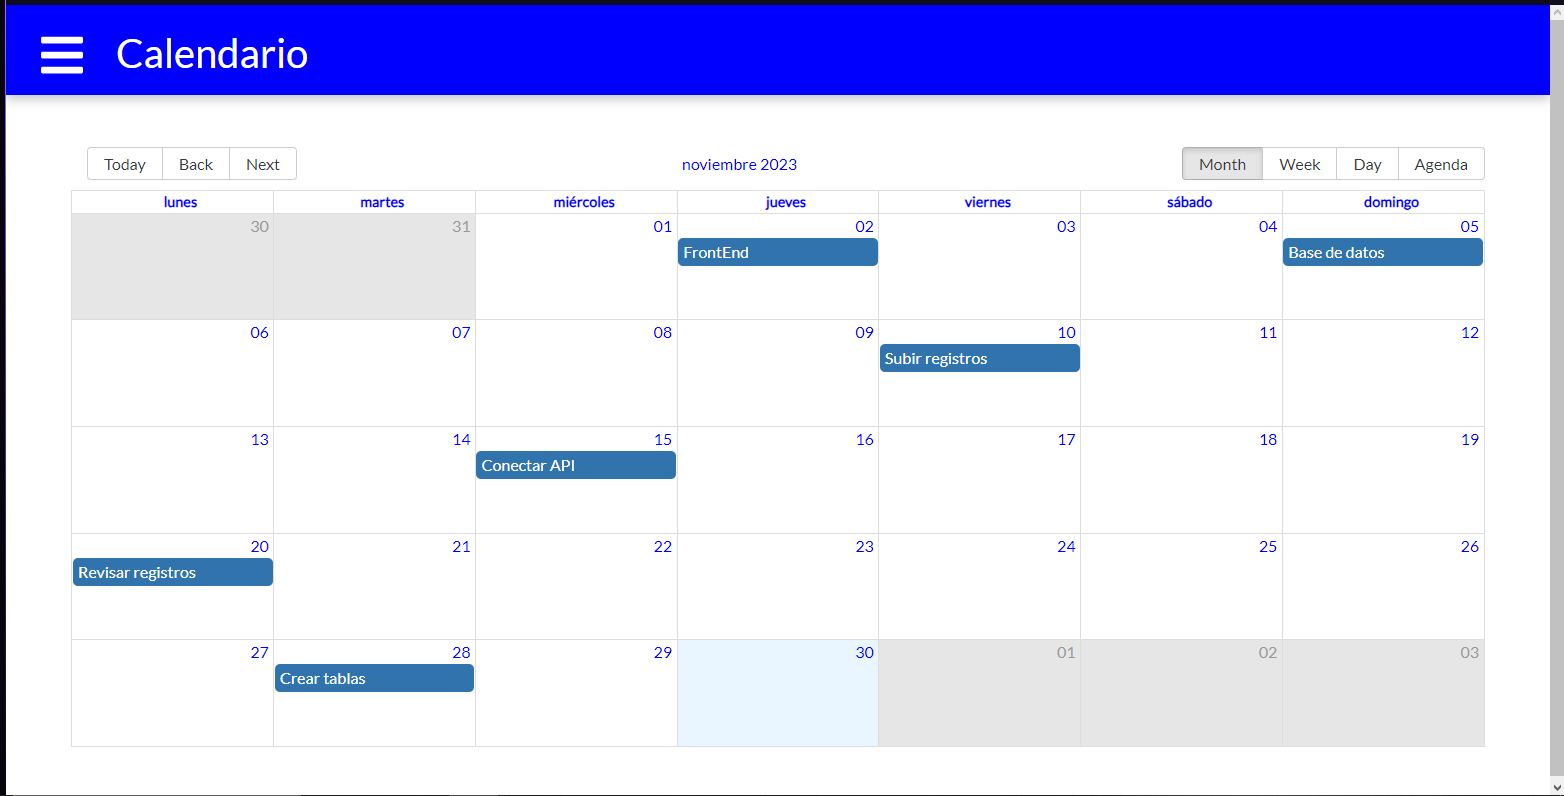 Calendario
Today Back Next noviembre 2023 Month Week Day Agenda
lunes martes miércoles jueves viernes sábado domingo
30 31 01 02 03 04 05
FrontEnd Base de datos
06 07 08 09 10 11 12
Subir registros
13 14 15 16 17 18 19
Conectar API
20 21 22 23 24 25 26
Revisar registros
27 28 29 30 01 02 03
Crear tablas